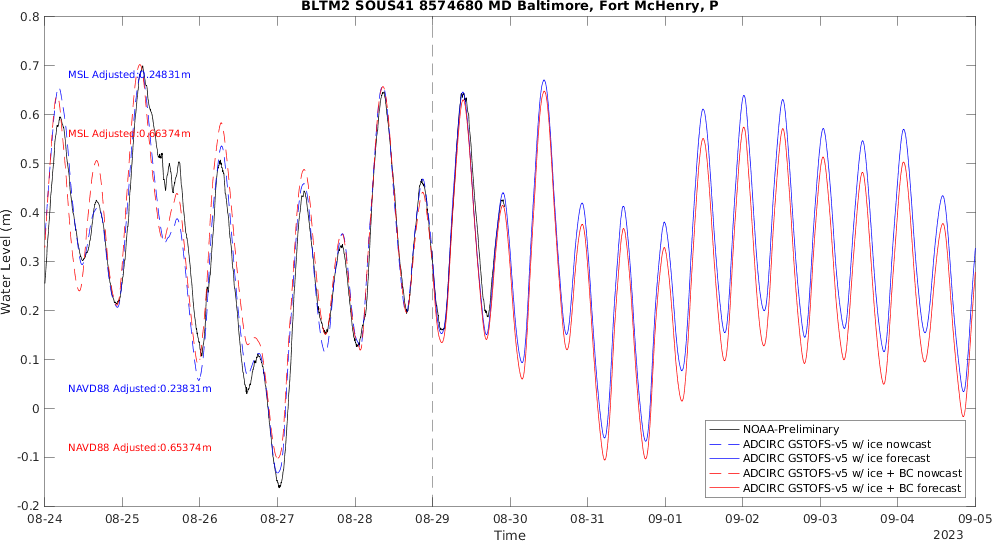 BLTM2 SOUS41 8574680 MD Baltimore, Fort McHenry, P
0.8
0.7
0.6
0.5
0.4
0.3
0.2
0.1
0
-0.1
-0.2
Water Level (m)
MSL Adjusted:0.24831m
MSL Adjusted:0.66374m
NAVD88 Adjusted:0.23831m
NAVD88 Adjusted:0.65374m
NOAA-Preliminary
ADCIRC GSTOFS-v5 w/ ice nowcast
ADCIRC GSTOFS-v5 w/ ice forecast
ADCIRC GSTOFS-v5 w/ ice + BC nowcast
ADCIRC GSTOFS-v5 w/ ice + BC forecast
08-24 08-25 08-26 08-27 08-28 08-29 08-30 08-31 09-01 09-02 09-03 09-04 09-05
Time
2023